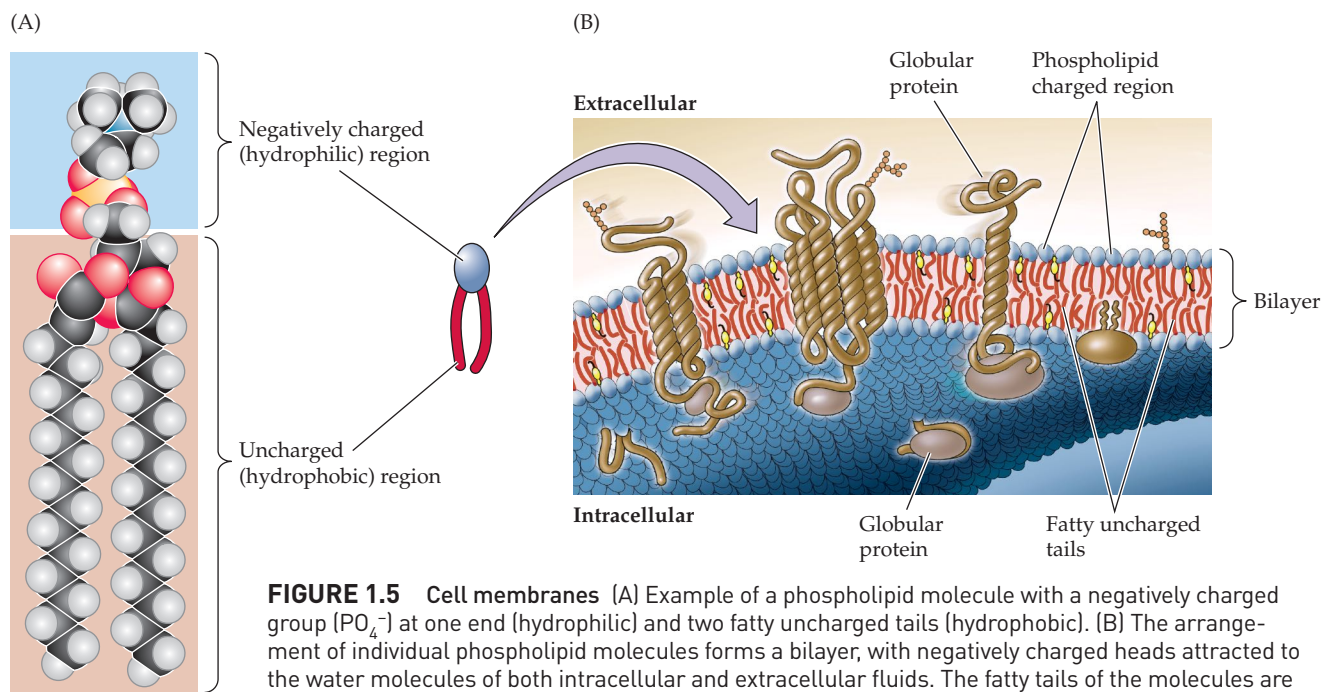 (A)
Negatively charged
(hydrophilic) region
Uncharged
(hydrophobic) region
(B)
Extracellular
Globular
protein
Phospholipid
charged region
Bilayer
Intracellular
Globular
protein
Fatty uncharged
tails
FIGURE 1.5 Cell membranes (A) Example of a phospholipid molecule with a negatively charged
group (PO₄⁻) at one end (hydrophilic) and two fatty uncharged tails (hydrophobic). (B) The arrange-
ment of individual phospholipid molecules forms a bilayer, with negatively charged heads attracted to
the water molecules of both intracellular and extracellular fluids. The fatty tails of the molecules are